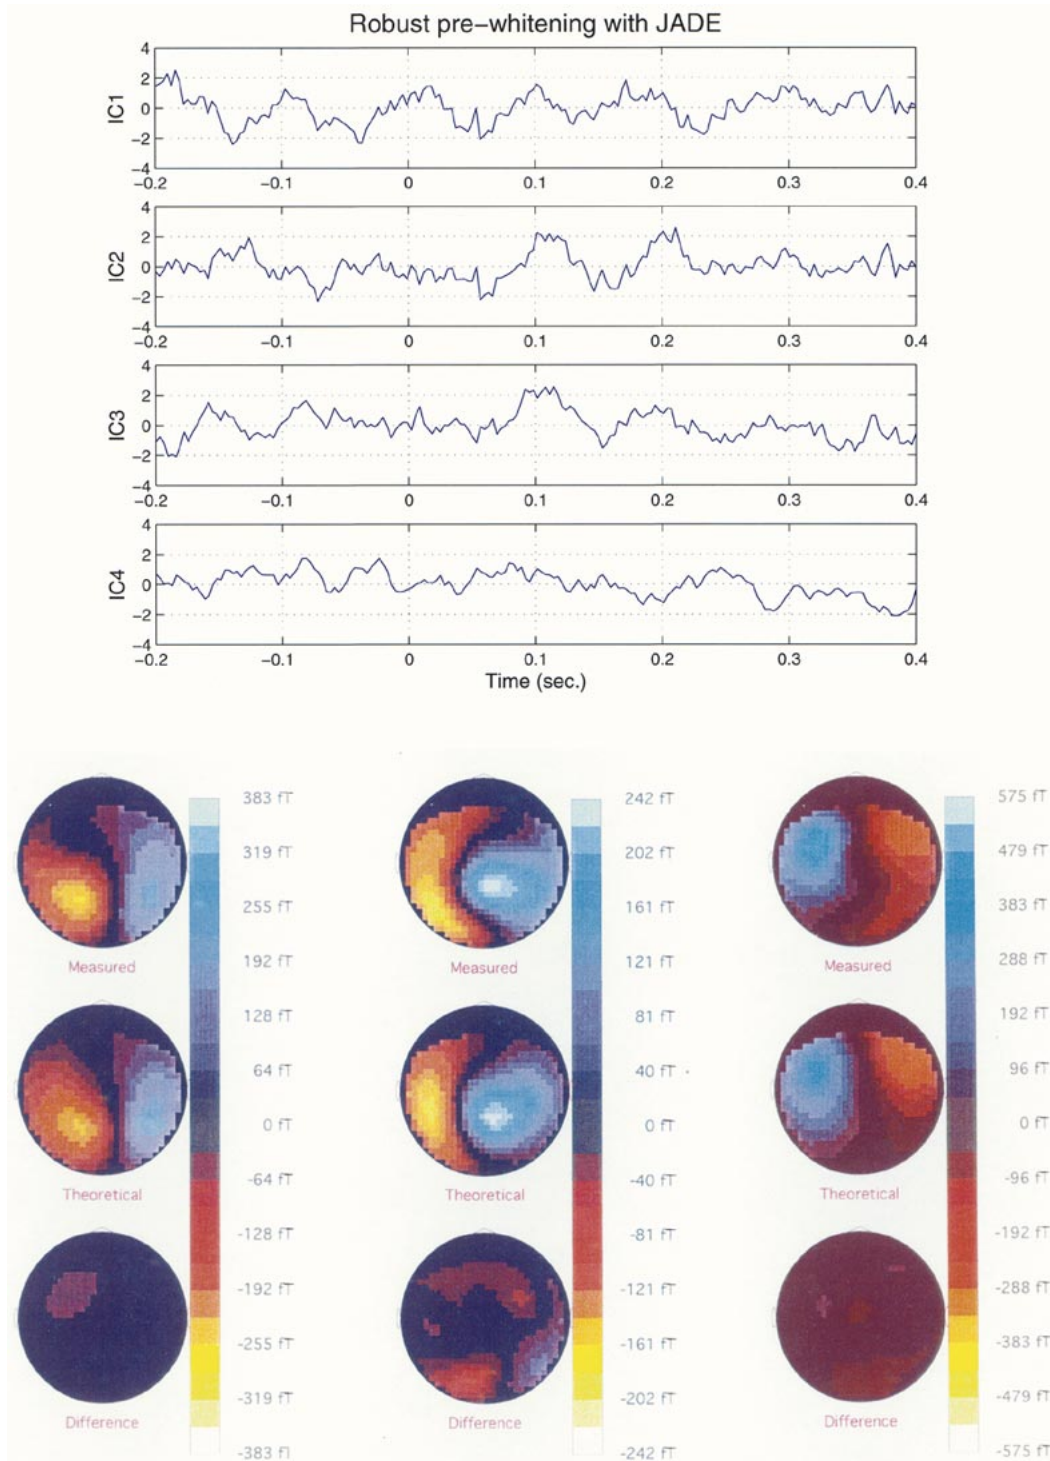 Robust pre-whitening with JADE
4
2
0
-2
-4
IC1
-0.2 -0.1 0 0.1 0.2 0.3 0.4
4
2
0
-2
-4
IC2
-0.2 -0.1 0 0.1 0.2 0.3 0.4
4
2
0
-2
-4
IC3
-0.2 -0.1 0 0.1 0.2 0.3 0.4
4
2
0
-2
-4
IC4
-0.2 -0.1 0 0.1 0.2 0.3 0.4
Time (sec.)
383 fT
319 fT
255 fT
192 fT
128 fT
64 fT
0 fT
-64 fT
-128 fT
-192 fT
-255 fT
-319 fT
-383 fT
Measured
Theoretical
Difference
242 fT
202 fT
161 fT
121 fT
81 fT
40 fT
0 fT
-40 fT
-81 fT
-121 fT
-161 fT
-202 fT
-242 fT
Measured
Theoretical
Difference
575 fT
479 fT
383 fT
288 fT
192 fT
96 fT
0 fT
-96 fT
-192 fT
-288 fT
-383 fT
-479 fT
-575 fT
Measured
Theoretical
Difference